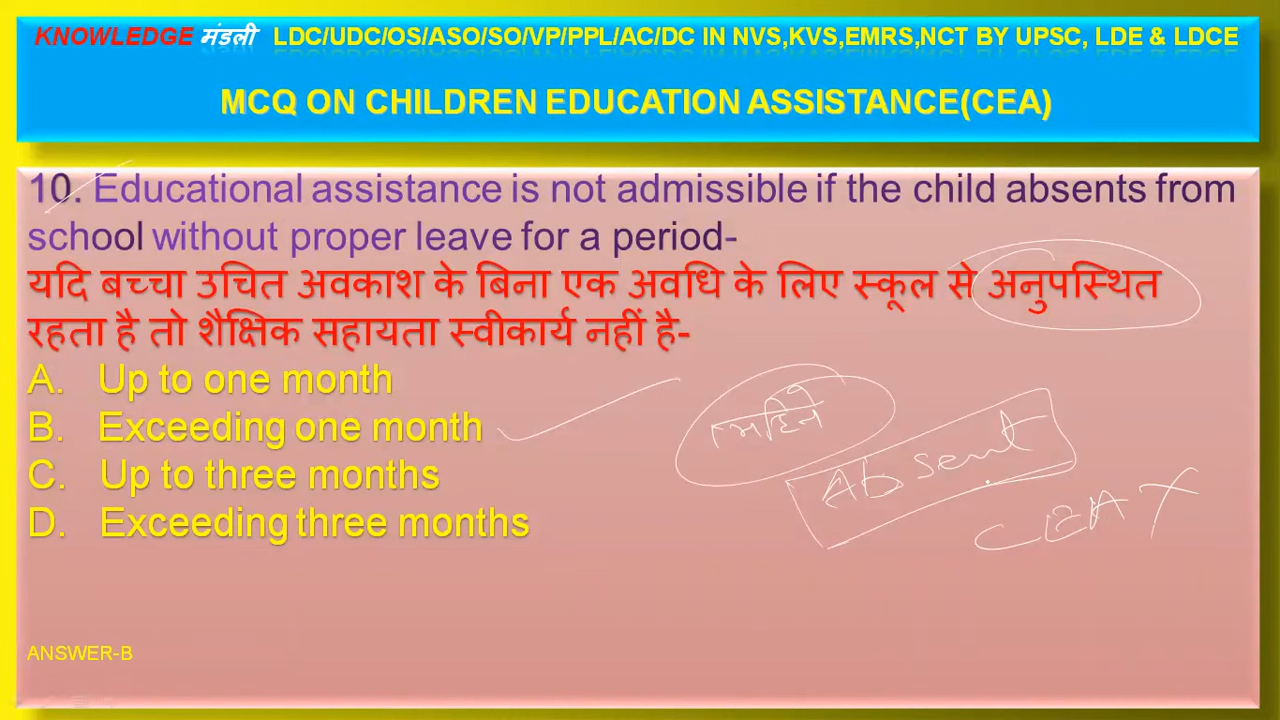 KNOWLEDGE मंडली LDC/UDC/OS/ASO/SO/VP/PPL/AC/DC IN NVS,KVS,EMRS,NCT BY UPSC, LDE & LDCE
MCQ ON CHILDREN EDUCATION ASSISTANCE(CEA)
10. Educational assistance is not admissible if the child absents from
school without proper leave for a period-
यदि बच्चा उचित अवकाश के बिना एक अवधि के लिए स्कूल से अनुपस्थित
रहता है तो शैक्षिक सहायता स्वीकार्य नहीं है-
A. Up to one month
B. Exceeding one month
C. Up to three months
D. Exceeding three months
Absent
CEA X
ANSWER-B